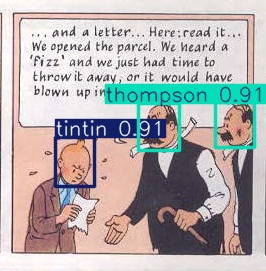 ... and a letter... Here: read it...
We opened the parcel. We heard a
'fizz' and we just had time to
throw it away, or it would have
blown up in
thompson 0.91
thompson 0.91
tintin 0.91